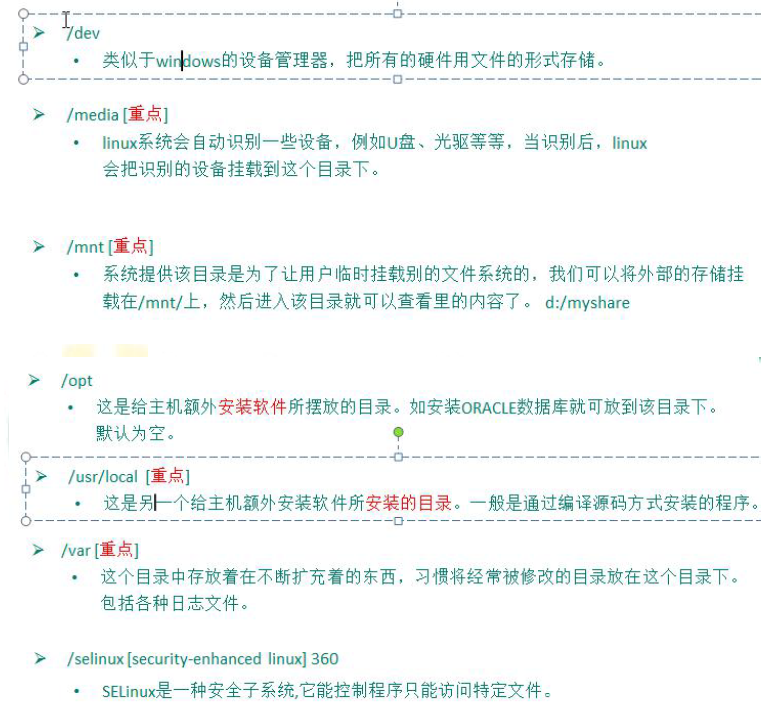 /dev
类似于windows的设备管理器，把所有的硬件用文件的形式存储。
/media [重点]
linux系统会自动识别一些设备，例如U盘、光驱等等，当识别后，linux
会把识别的设备挂载到这个目录下。
/mnt [重点]
系统提供该目录是为了让用户临时挂载别的文件系统的，我们可以将外部的存储挂
载在/mnt/上，然后进入该目录就可以查看里的内容了。 d:/myshare
/opt
这是给主机额外安装软件所摆放的目录。如安装ORACLE数据库就可放到该目录下。
默认为空。
/usr/local [重点]
这是另一个给主机额外安装软件所安装的目录。一般是通过编译源码方式安装的程序。
/var [重点]
这个目录中存放着在不断扩充着的东西，习惯将经常被修改的目录放在这个目录下。
包括各种日志文件。
/selinux [security-enhanced linux] 360
SELinux是一种安全子系统,它能控制程序只能访问特定文件。